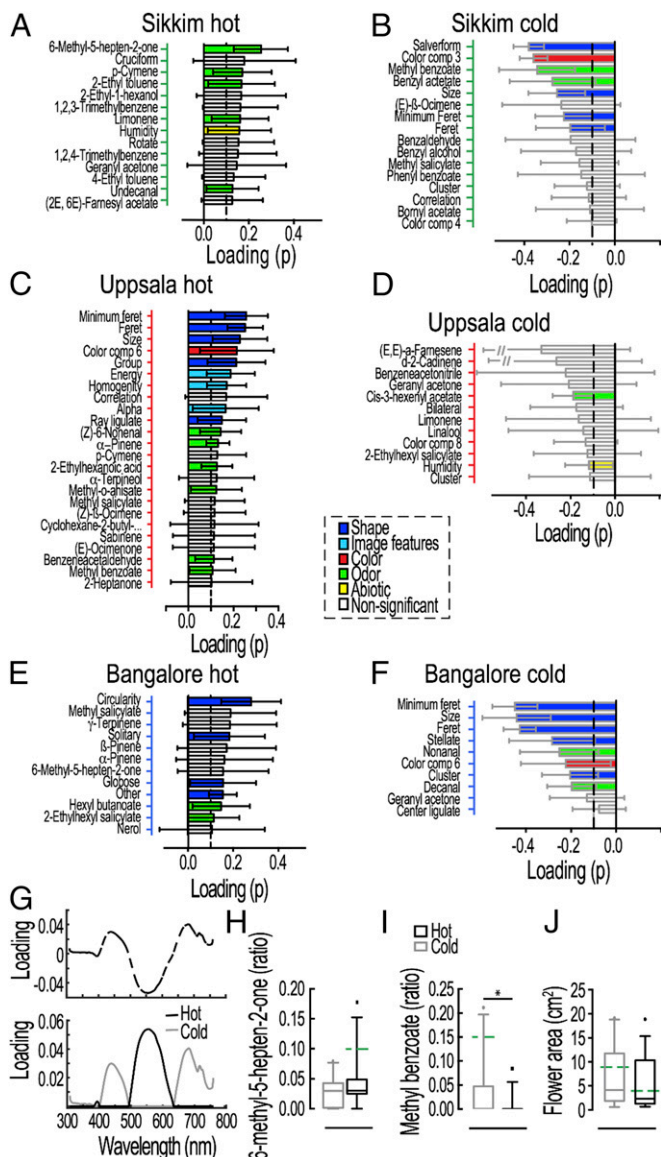 A
Sikkim hot
6-Methyl-5-hepten-2-one
Cruciform
p-Cymene
2-Ethyl toluene
2-Ethyl-1-hexanol
1,2,3-Trimethylbenzene
Limonene
Humidity
Rotate
1,2,4-Trimethylbenzene
Geranyl acetone
4-Ethyl toluene
Undecanal
(2E, 6E)-Farnesyl acetate
0.0 0.2 0.4
Loading (p)
B
Sikkim cold
Salverform
Color comp 3
Methyl benzoate
Benzyl actetate
Size
(E)-ß-Ocimene
Minimum Feret
Feret
Benzaldehyde
Benzyl alcohol
Methyl salicylate
Phenyl benzoate
Cluster
Correlation
Bornyl acetate
Color comp 4
-0.4 -0.2 0.0
Loading (p)
C
Uppsala hot
Minimum feret
Feret
Size
Color comp 6
Group
Energy
Homogenity
Correlation
Alpha
Ray ligulate
(Z)-6-Nonenal
α-Pinene
p-Cymene
2-Ethylhexanoic acid
α-Terpineol
Methyl-o-anisate
Methyl salicylate
(Z)-ß-Ocimene
Cyclohexane-2-butyl-...
Sabinene
(E)-Ocimenone
Benzeneacetaldehyde
Methyl benzoate
2-Heptanone
0.0 0.2 0.4
Loading (p)
D
Uppsala cold
(E,E)-a-Farnesene
d-2-Cadinene
Benzeneacetonitrile
Geranyl acetone
Cis-3-hexenyl acetate
Bilateral
Limonene
Linalool
Color comp 8
2-Ethylhexyl salicylate
Humidity
Cluster
-0.4 -0.2 0.0
Loading (p)
Shape
Image features
Color
Odor
Abiotic
Non-significant
E
Bangalore hot
Circularity
Methyl salicylate
γ-Terpinene
Solitary
ß-Pinene
α-Pinene
6-Methyl-5-hepten-2-one
Globose
Other
Hexyl butanoate
2-Ethylhexyl salicylate
Nerol
0.0 0.2 0.4
Loading (p)
F
Bangalore cold
Minimum feret
Size
Feret
Stellate
Nonanal
Color comp 6
Cluster
Decanal
Geranyl acetone
Center ligulate
-0.4 -0.2 0.0
Loading (p)
G
Loading
0.04
0
-0.04
Loading
0.06
0.04
0.02
0.00
Hot
Cold
300 400 500 600 700 800
Wavelength (nm)
H
6-methyl-5-hepten-2-one (ratio)
0.20
0.15
0.10
0.05
0.00
I
Hot
Cold
Methyl benzoate (ratio)
0.20
0.15
0.10
0.05
0.00
*
J
Flower area (cm²)
25
20
15
10
5
0